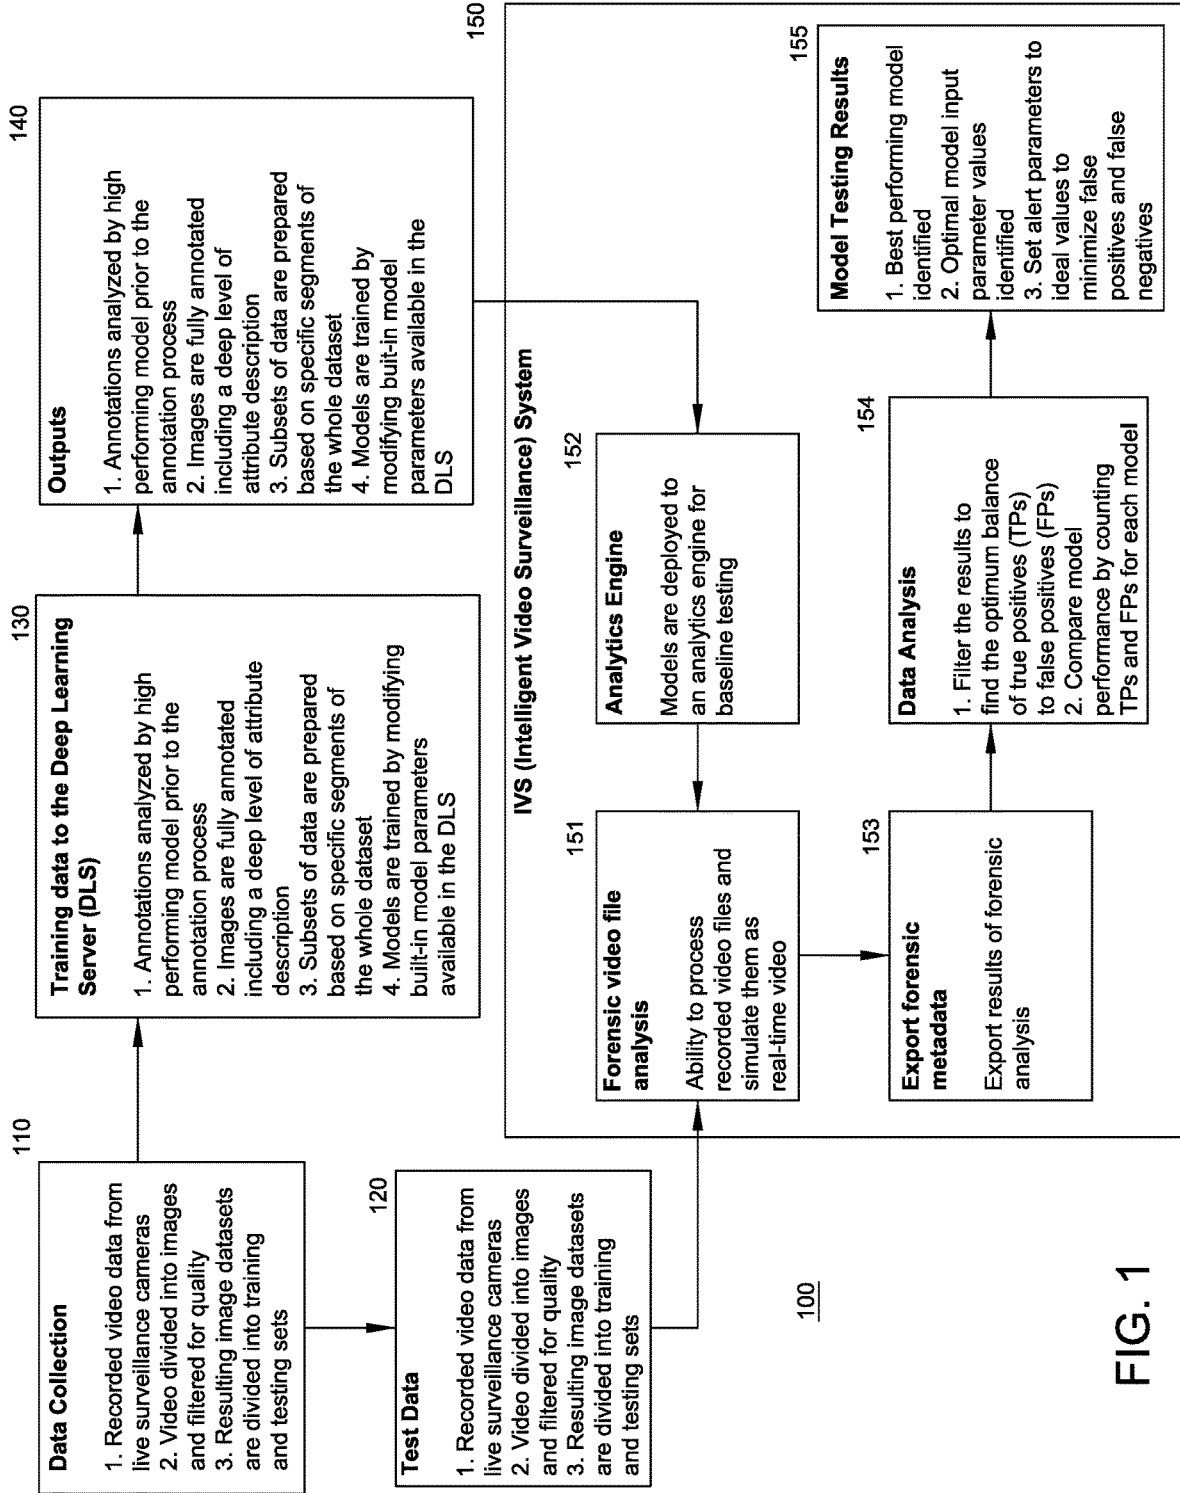 110
Data Collection
1. Recorded video data from
live surveillance cameras
2. Video divided into images
and filtered for quality
3. Resulting image datasets
are divided into training
and testing sets
130
Training data to the Deep Learning
Server (DLS)
1. Annotations analyzed by high
performing model prior to the
annotation process
2. Images are fully annotated
including a deep level of attribute
description
3. Subsets of data are prepared
based on specific segments of
the whole dataset
4. Models are trained by modifying
built-in model parameters
available in the DLS
140
Outputs
1. Annotations analyzed by high
performing model prior to the
annotation process
2. Images are fully annotated
including a deep level of
attribute description
3. Subsets of data are prepared
based on specific segments of
the whole dataset
4. Models are trained by
modifying buit-in model
parameters available in the
DLS
120
Test Data
1. Recorded video data from
live surveillance cameras
2. Video divided into images
and filtered for quality
3. Resulting image datasets
are divided into training
and testing sets
150
IVS (Intelligent Video Surveillance) System
151
Forensic video file
analysis
Ability to process
recorded video files and
simulate them as
real-time video
152
Analytics Engine
Models are deployed to
an analytics engine for
baseline testing
153
Export forensic
metadata
Export results of forensic
analysis
154
Data Analysis
1. Filter the results to
find the optimum balance
of true positives (TPs)
to false positives (FPs)
2. Compare model
performance by counting
TPs and FPs for each model
155
Model Testing Results
1. Best performing model
identified
2. Optimal model input
parameter values
identified
3. Set alert parameters to
ideal values to
minimize false
positives and false
negatives
100
FIG. 1